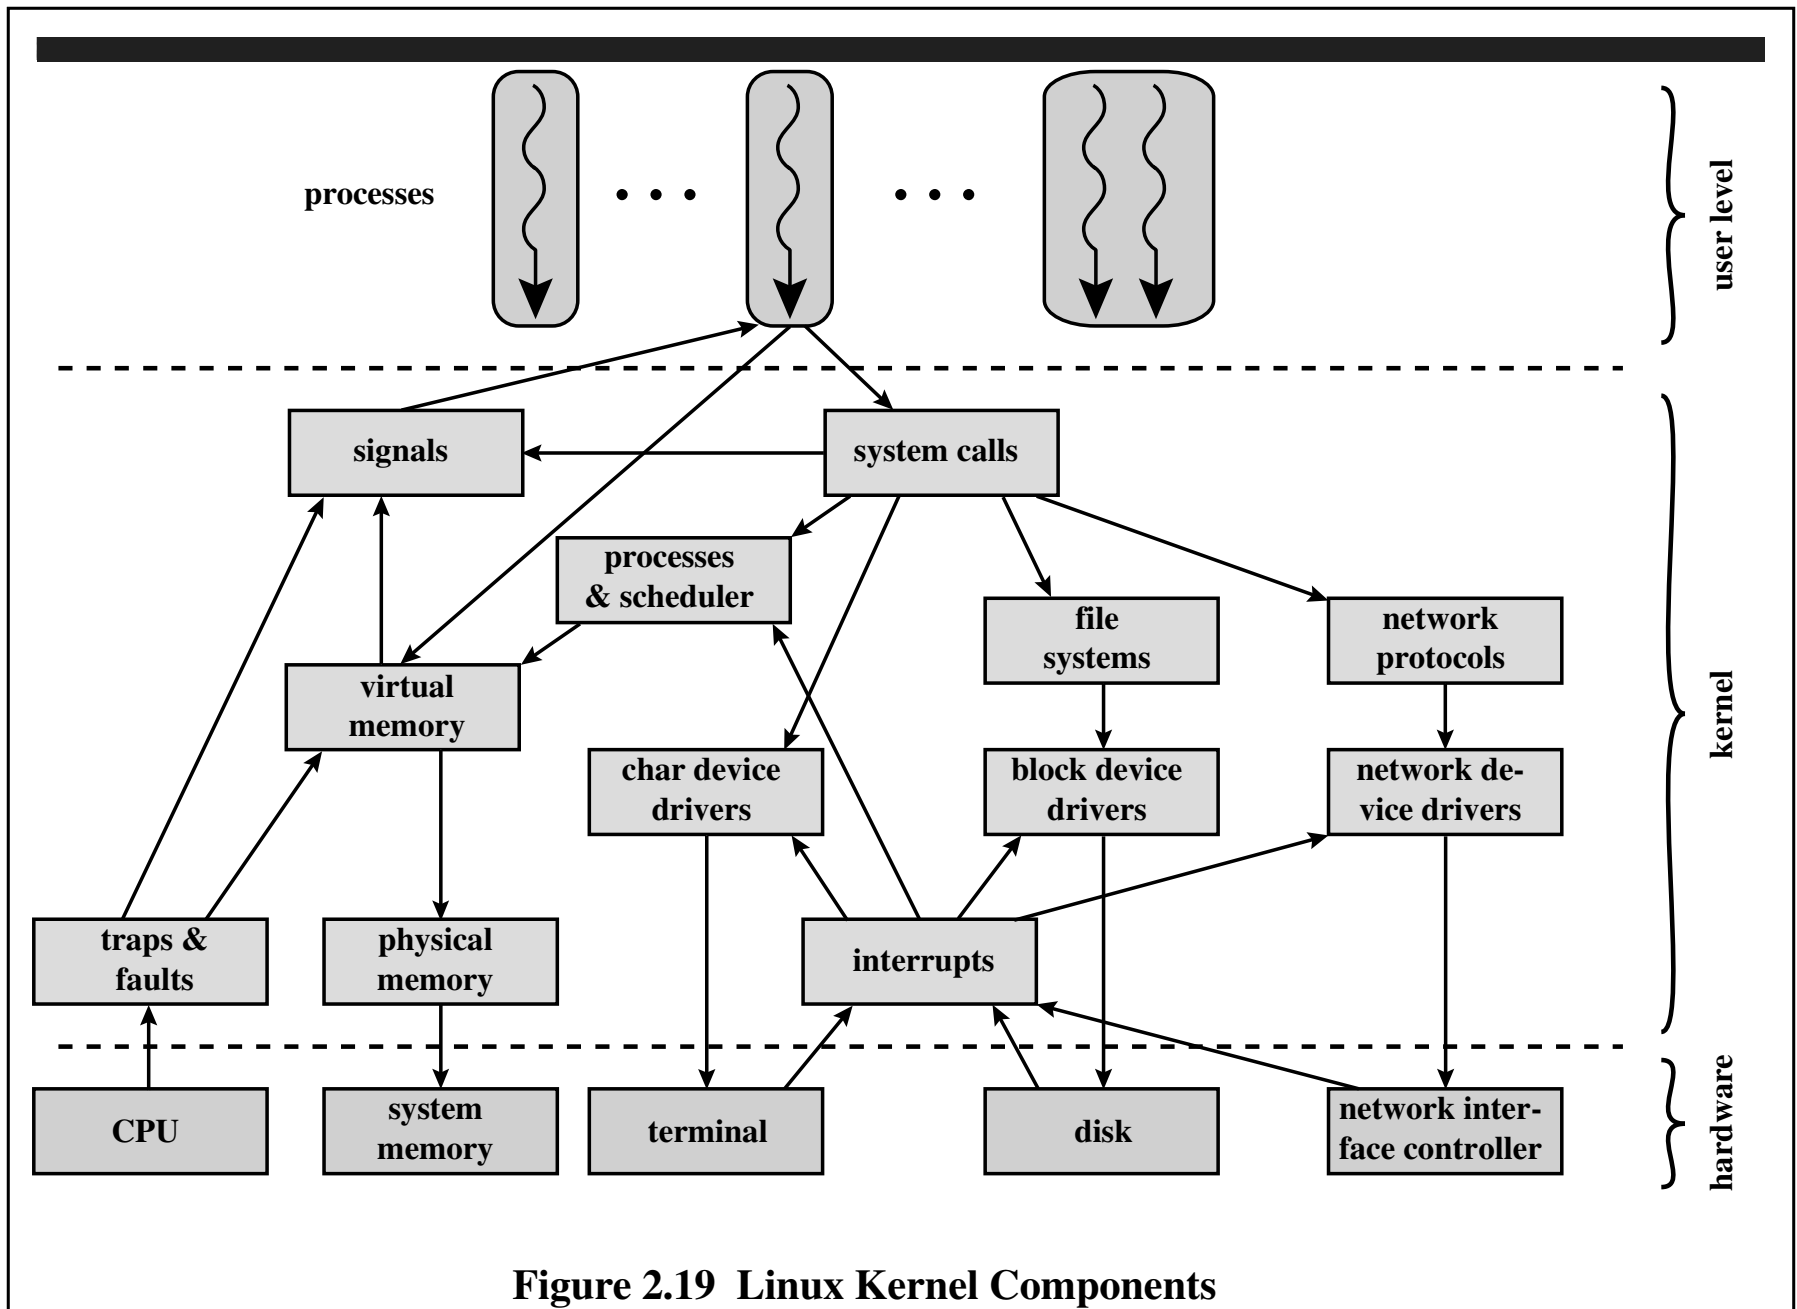 processes
user level
signals
system calls
processes
& scheduler
file
systems
network
protocols
virtual
memory
kernel
char device
drivers
block device
drivers
network de-
vice drivers
traps &
faults
physical
memory
interrupts
CPU
system
memory
terminal
disk
network inter-
face controller
hardware
Figure 2.19 Linux Kernel Components